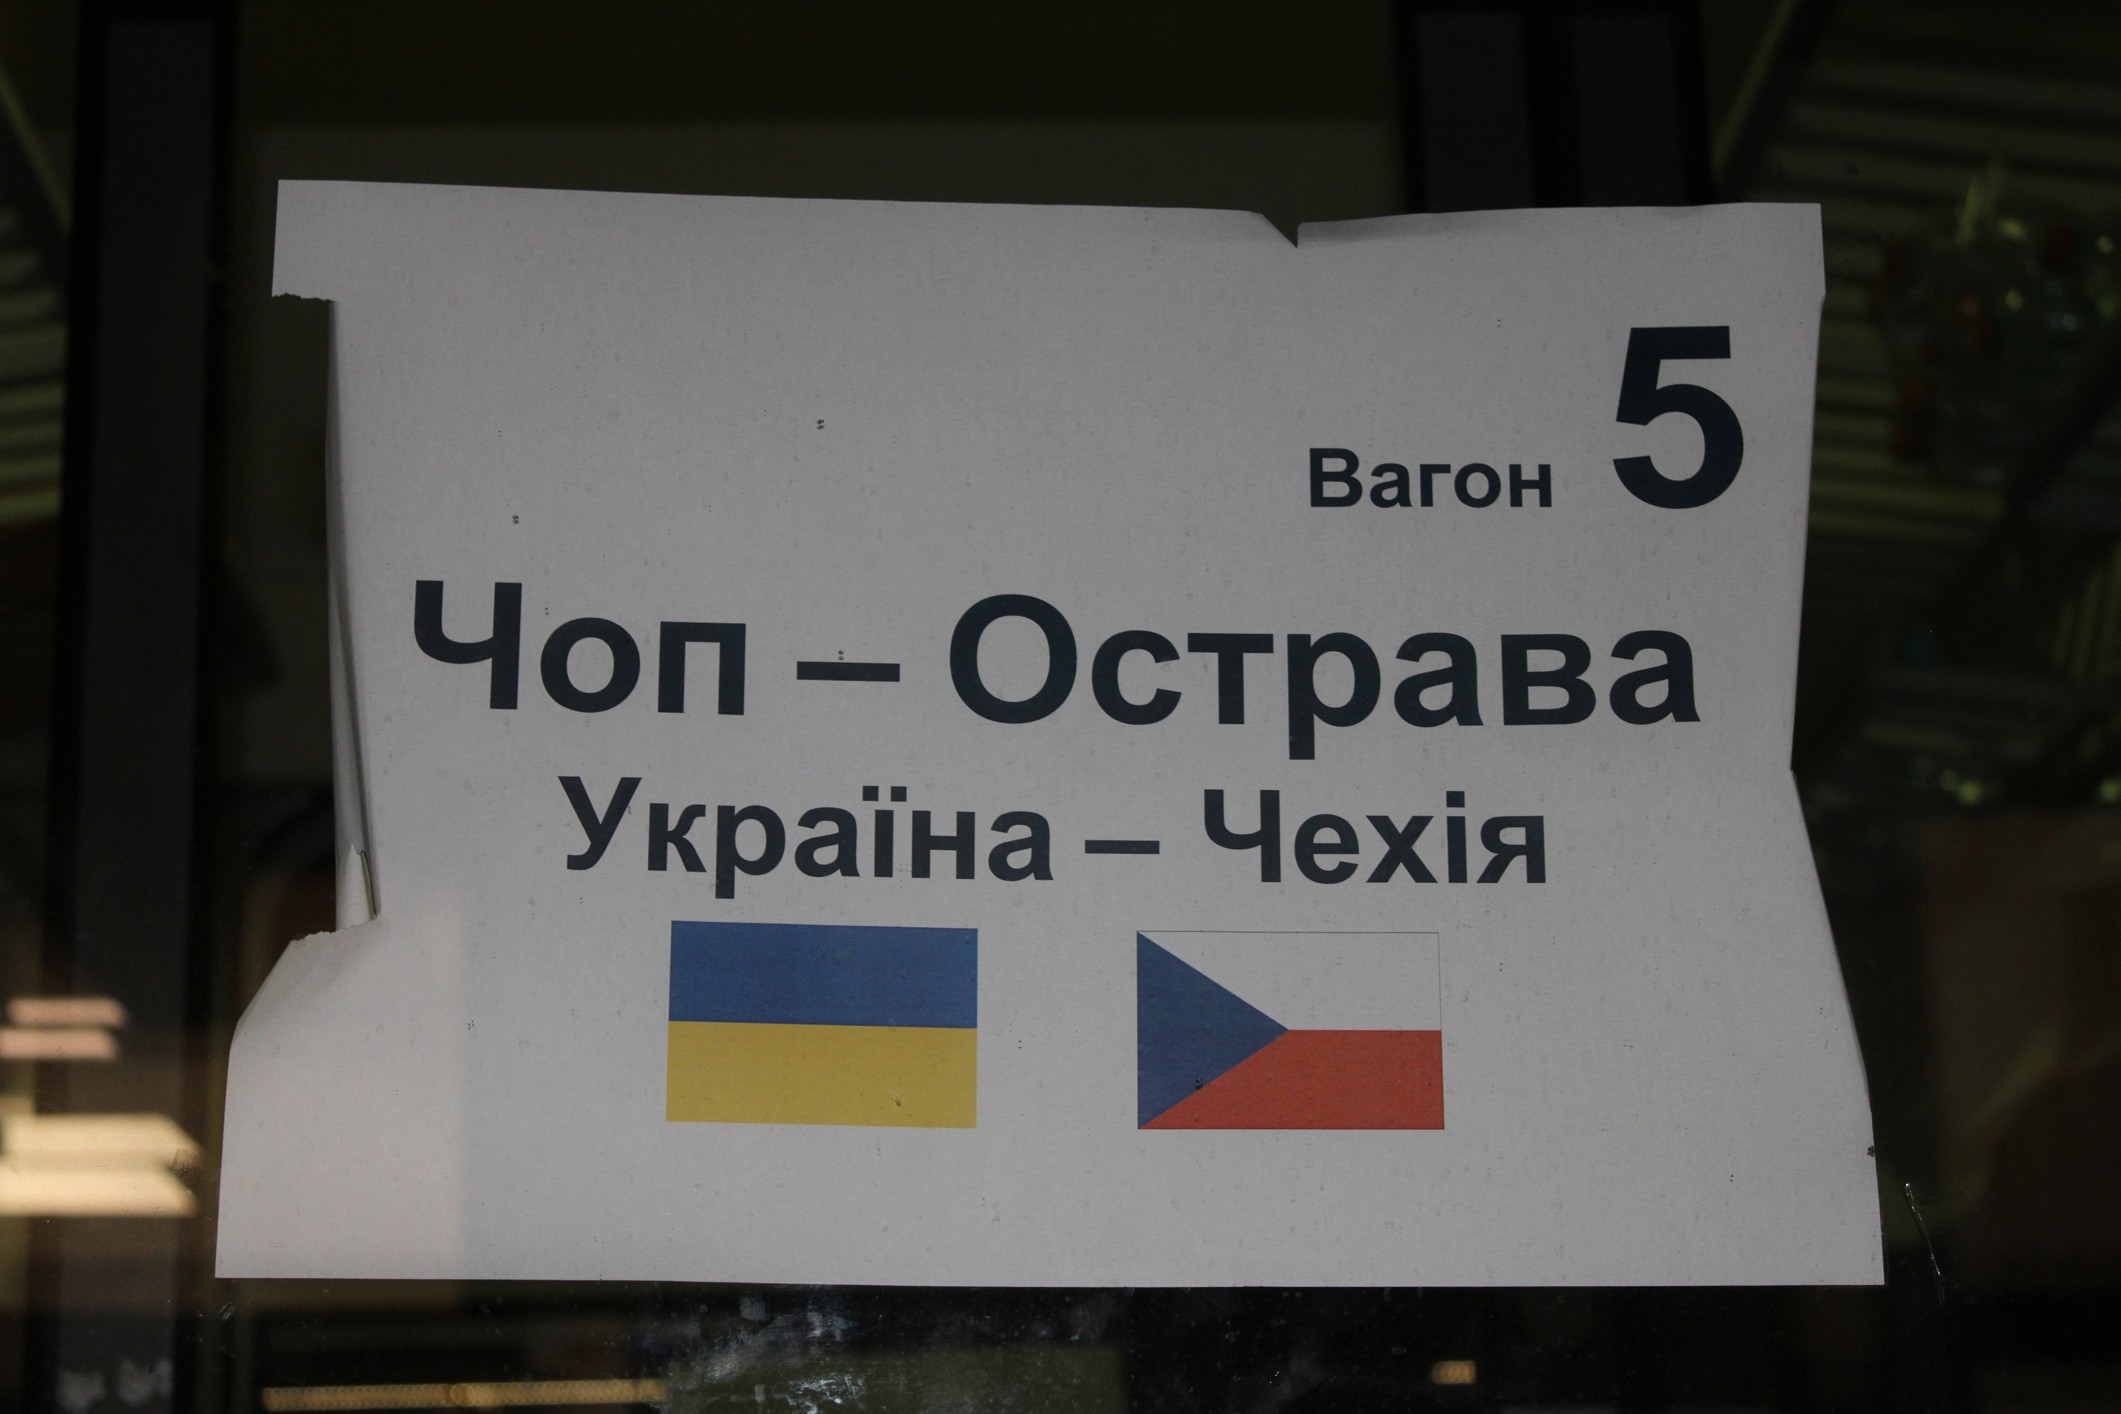 Вагон 5
Чоп – Острава
Україна – Чехія